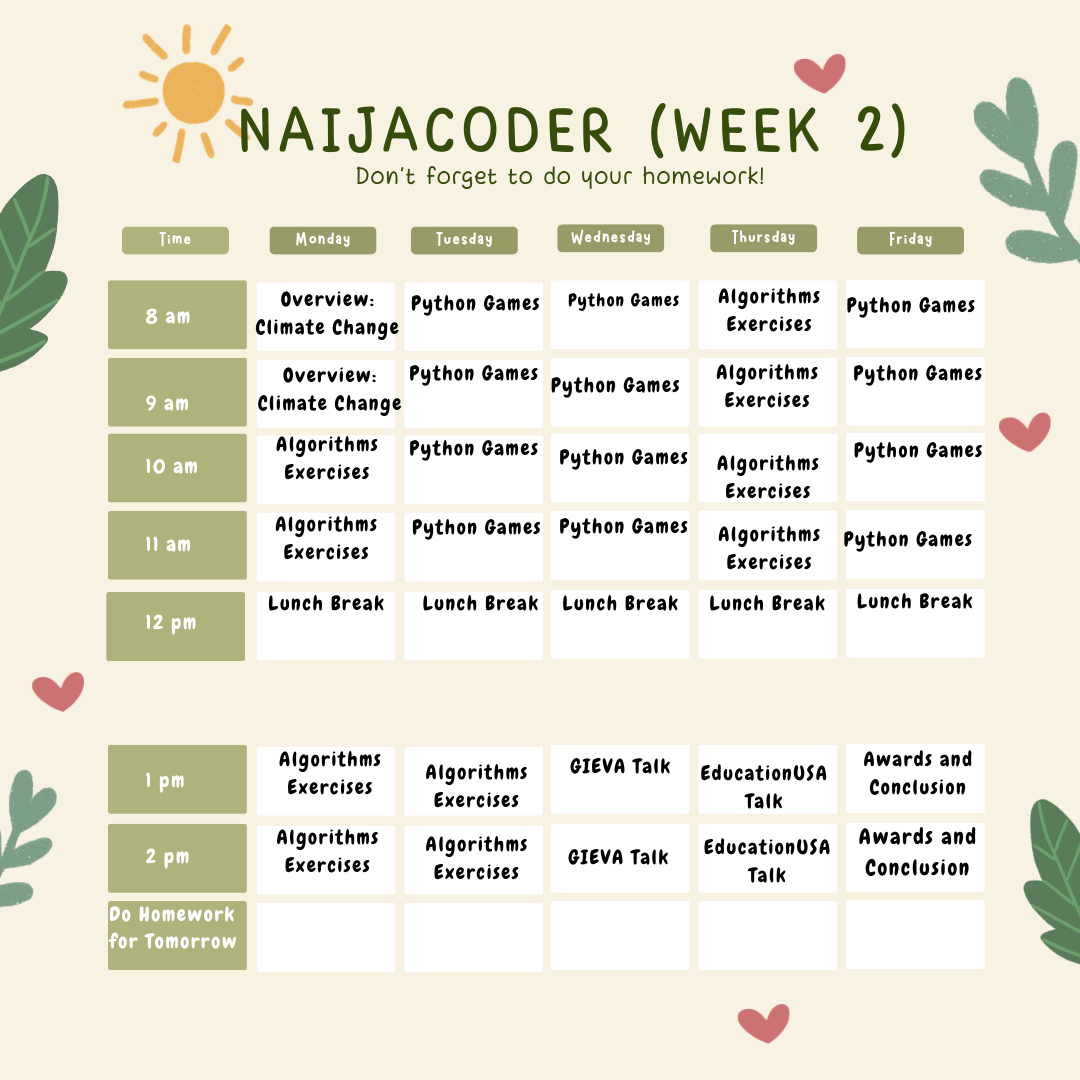 NAIJACODER (WEEK 2)
Don't forget to do your homework!
Time Monday Tuesday Wednesday Thursday Friday
8 am
Overview:
Climate Change
Python Games
Python Games
Algorithms
Exercises
Python Games
9 am
Overview:
Climate Change
Python Games
Python Games
Algorithms
Exercises
Python Games
10 am
Algorithms
Exercises
Python Games
Python Games
Algorithms
Exercises
Python Games
11 am
Algorithms
Exercises
Python Games
Python Games
Algorithms
Exercises
Python Games
12 pm
Lunch Break
Lunch Break
Lunch Break
Lunch Break
Lunch Break
1 pm
Algorithms
Exercises
Algorithms
Exercises
GIEVA Talk
EducationUSA
Talk
Awards and
Conclusion
2 pm
Algorithms
Exercises
Algorithms
Exercises
GIEVA Talk
EducationUSA
Talk
Awards and
Conclusion
Do Homework
for Tomorrow